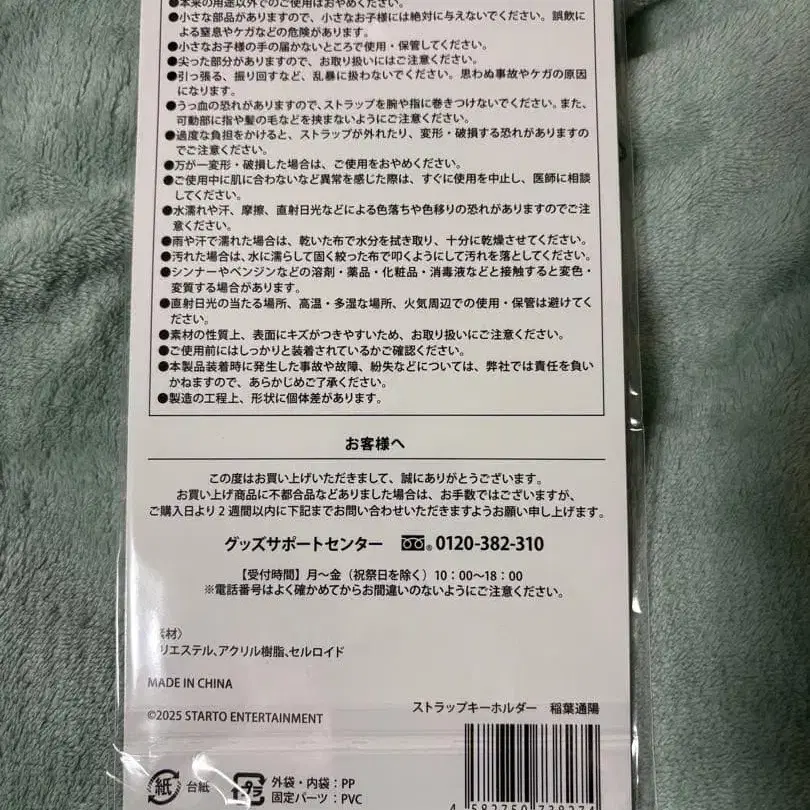 ●本来の用途以外でのご使用はおやめください。
●小さな部品がありますので、小さなお子様には絶対に与えないでください。誤飲に
よる窒息やケガなどの危険があります。
●小さなお子様の手の届かないところで使用・保管してください。
●尖った部分がありますので、お取り扱いにはご注意ください。
●引っ張る、振り回すなど、乱暴に扱わないでください。思わぬ事故やケガの原因
になります。
●うっ血の恐れがありますので、ストラップを腕や指に巻きつけないでください。また、
可動部に指や髪の毛などを挟まないようにご注意ください。
●過度な負担をかけると、ストラップが外れたり、変形・破損する恐れがありますの
でご注意ください。
●万が一変形・破損した場合は、ご使用をおやめください。
●ご使用中に肌に合わないなど異常を感じた際は、すぐに使用を中止し、医師に相談
してください。
●水濡れや汗、摩擦、直射日光などによる色落ちや色移りの恐れがありますのでご注
意ください。
●雨や汗で濡れた場合は、乾いた布で水分を拭き取り、十分に乾燥させてください。
●汚れた場合は、水に濡らして固く絞った布で叩くようにして汚れを落としてください。
●シンナーやベンジンなどの溶剤・薬品・化粧品・消毒液などと接触すると変色・
変質する場合があります。
●直射日光の当たる場所、高温・多湿な場所、火気周辺での使用・保管は避けてく
ださい。
●素材の性質上、表面にキズがつきやすいため、お取り扱いにご注意ください。
●ご使用前にはしっかりと装着されているかご確認ください。
●本製品装着時に発生した事故や故障、紛失などについては、弊社では責任を負い
かねますので、あらかじめご了承ください。
●製造の工程上、形状に個体差があります。
お客様へ
この度はお買い上げいただきまして、誠にありがとうございます。
お買い上げ商品に不都合品などありました場合は、お手数ではございますが、
ご購入日より2週間以内に下記までお問い合わせいただきますようお願い申し上げます。
グッズサポートセンター ®0120-382-310
【受付時間】月〜金（祝祭日を除く）10：00〜18：00
※電話番号はよく確かめてからお間違いのないようにご注意ください。
素材〉
リエステル、アクリル樹脂、セルロイド
MADE IN CHINA
©2025 STARTO ENTERTAINMENT
ストラップキーホルダー 稲葉通陽
紙 台紙
プラ 外袋・内袋：PP
固定パーツ：PVC
4 582750 738274